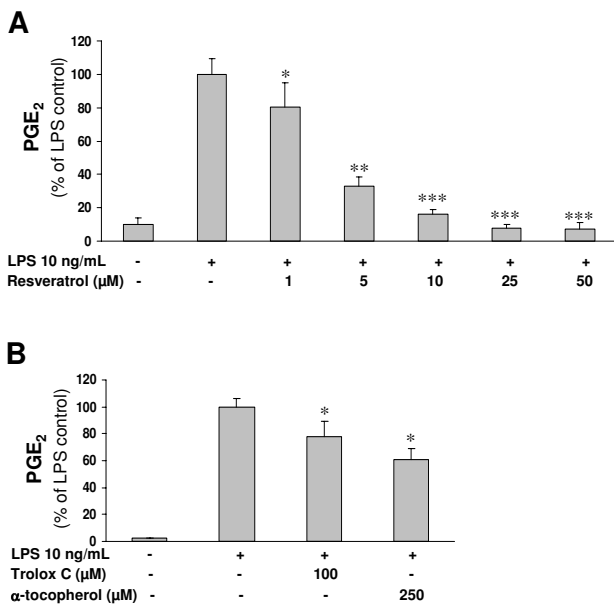 A
PGE₂
(% of LPS control)
120
100
80
60
40
20
0
*
**
***
***
***
LPS 10 ng/mL - + + + + + +
Resveratrol (µM) - - 1 5 10 25 50
B
PGE₂
(% of LPS control)
120
100
80
60
40
20
0
*
*
LPS 10 ng/mL - + + +
Trolox C (µM) - - 100 -
α-tocopherol (µM) - - - 250